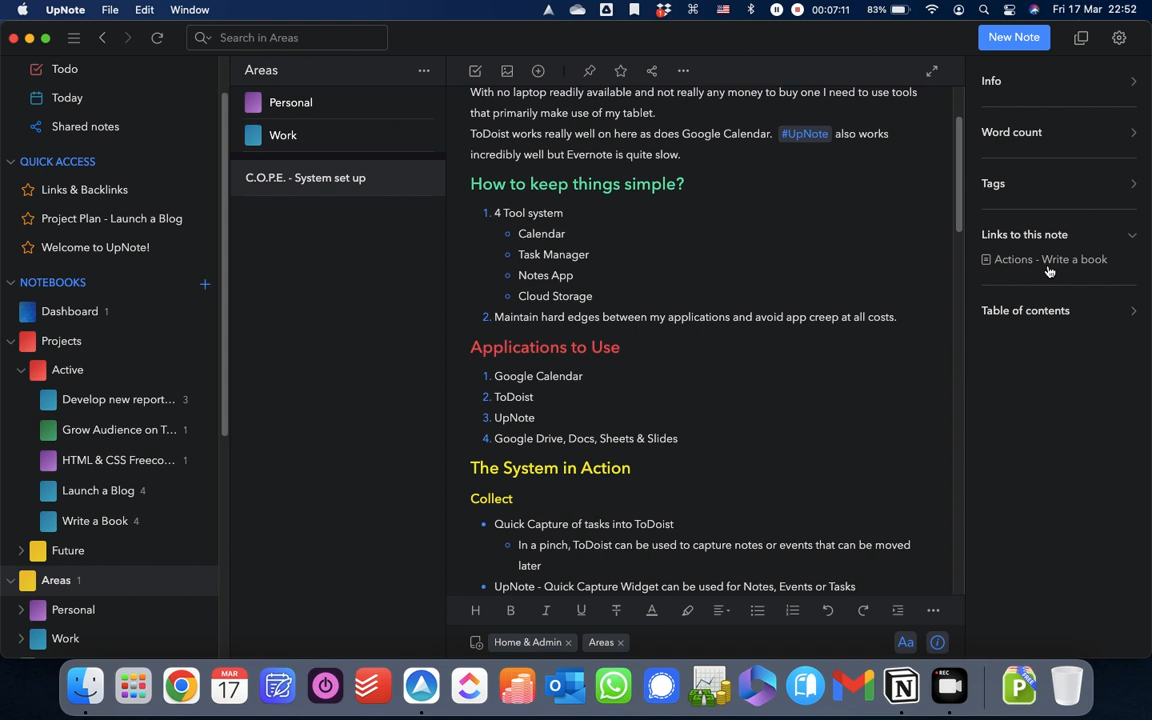 UpNote File Edit Window 00:07:11 83% Fri 17 Mar 22:52
Search in Areas
New Note
Todo
Today
Shared notes
QUICK ACCESS
Links & Backlinks
Project Plan - Launch a Blog
Welcome to UpNote!
NOTEBOOKS
Dashboard 1
Projects
Active
Develop new report... 3
Grow Audience on T... 1
HTML & CSS Freeco... 1
Launch a Blog 4
Write a Book 4
Future
Areas 1
Personal
Work
Areas
Personal
Work
C.O.P.E. - System set up
With no laptop readily available and not really any money to buy one I need to use tools
that primarily make use of my tablet.
ToDoist works really well on here as does Google Calendar. #UpNote also works
incredibly well but Evernote is quite slow.
How to keep things simple?
1. 4 Tool system
Calendar
Task Manager
Notes App
Cloud Storage
2. Maintain hard edges between my applications and avoid app creep at all costs.
Applications to Use
1. Google Calendar
2. ToDoist
3. UpNote
4. Google Drive, Docs, Sheets & Slides
The System in Action
Collect
Quick Capture of tasks into ToDoist
In a pinch, ToDoist can be used to capture notes or events that can be moved
later
UpNote - Quick Capture Widget can be used for Notes, Events or Tasks
H B I U T A
Home & Admin × Areas ×
Aa
Info
Word count
Tags
Links to this note
Actions - Write a book
Table of contents
MAR
17
REC